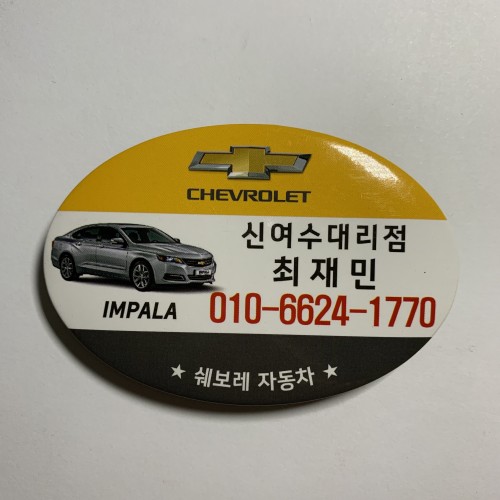 CHEVROLET
신여수대리점
최재민
IMPALA
010-6624-1770
★ 쉐보레 자동차 ★